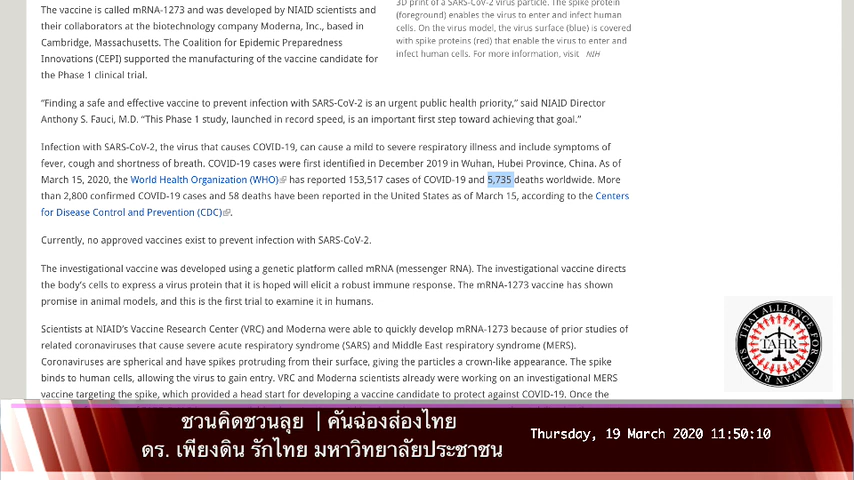 The vaccine is called mRNA-1273 and was developed by NIAID scientists and
their collaborators at the biotechnology company Moderna, Inc., based in
Cambridge, Massachusetts. The Coalition for Epidemic Preparedness
Innovations (CEPI) supported the manufacturing of the vaccine candidate for
the Phase 1 clinical trial.
3D print of a SARS-CoV-2 virus particle. The spike protein
(foreground) enables the virus to enter and infect human
cells. On the virus model, the virus surface (blue) is covered
with spike proteins (red) that enable the virus to enter and
infect human cells. For more information, visit NIH
“Finding a safe and effective vaccine to prevent infection with SARS-CoV-2 is an urgent public health priority,” said NIAID Director
Anthony S. Fauci, M.D. “This Phase 1 study, launched in record speed, is an important first step toward achieving that goal.”
Infection with SARS-CoV-2, the virus that causes COVID-19, can cause a mild to severe respiratory illness and include symptoms of
fever, cough and shortness of breath. COVID-19 cases were first identified in December 2019 in Wuhan, Hubei Province, China. As of
March 15, 2020, the World Health Organization (WHO) has reported 153,517 cases of COVID-19 and 5,735 deaths worldwide. More
than 2,800 confirmed COVID-19 cases and 58 deaths have been reported in the United States as of March 15, according to the Centers
for Disease Control and Prevention (CDC).
Currently, no approved vaccines exist to prevent infection with SARS-CoV-2.
The investigational vaccine was developed using a genetic platform called mRNA (messenger RNA). The investigational vaccine directs
the body’s cells to express a virus protein that it is hoped will elicit a robust immune response. The mRNA-1273 vaccine has shown
promise in animal models, and this is the first trial to examine it in humans.
Scientists at NIAID’s Vaccine Research Center (VRC) and Moderna were able to quickly develop mRNA-1273 because of prior studies of
related coronaviruses that cause severe acute respiratory syndrome (SARS) and Middle East respiratory syndrome (MERS).
Coronaviruses are spherical and have spikes protruding from their surface, giving the particles a crown-like appearance. The spike
binds to human cells, allowing the virus to gain entry. VRC and Moderna scientists already were working on an investigational MERS
vaccine targeting the spike, which provided a head start for developing a vaccine candidate to protect against COVID-19. Once the
THAI ALLIANCE FOR HUMAN RIGHTS
TAHR
ชวนคิดชวนลุย | คันฉ่องส่องไทย
ดร. เพียงดิน รักไทย มหาวิทยาลัยประชาชน
Thursday, 19 March 2020 11:50:10